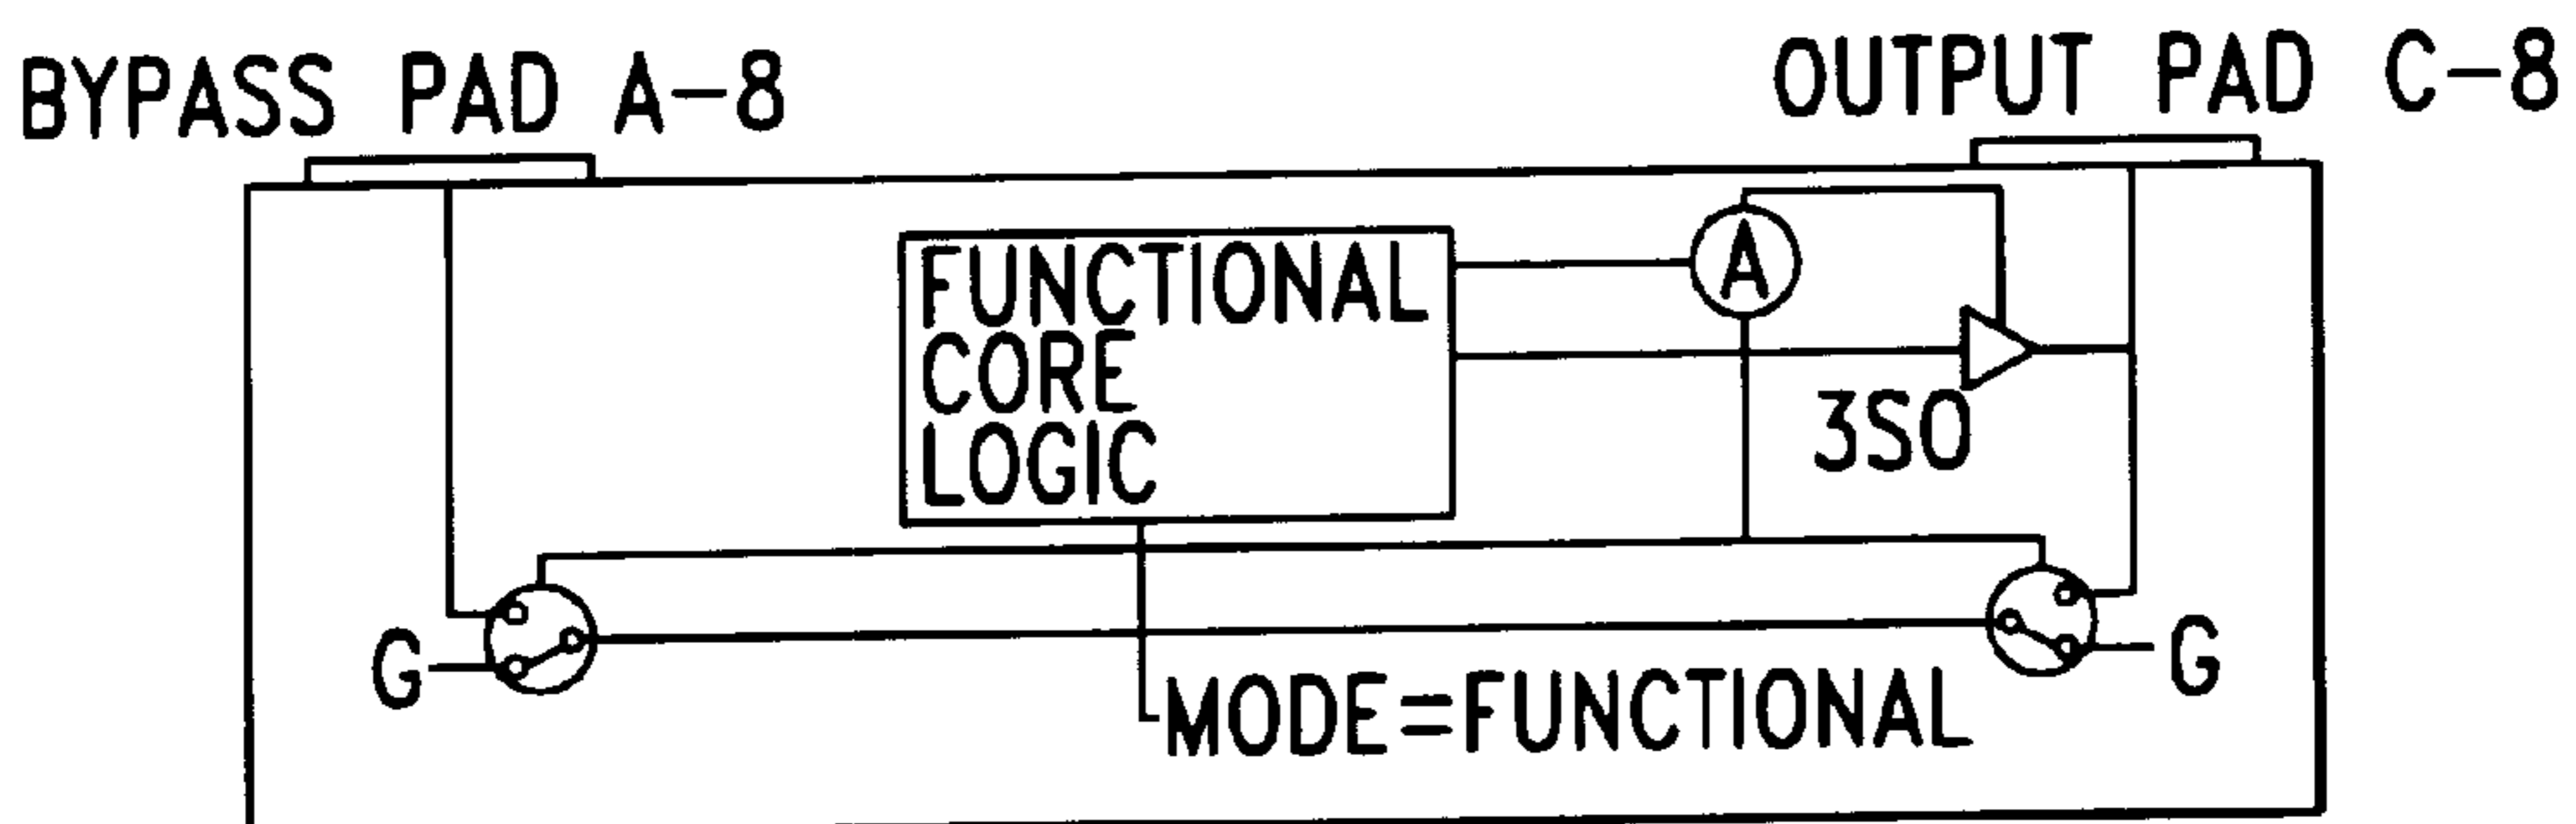 BYPASS PAD A-8
OUTPUT PAD C-8
FUNCTIONAL
CORE
LOGIC
A
3SO
G
G
MODE=FUNCTIONAL